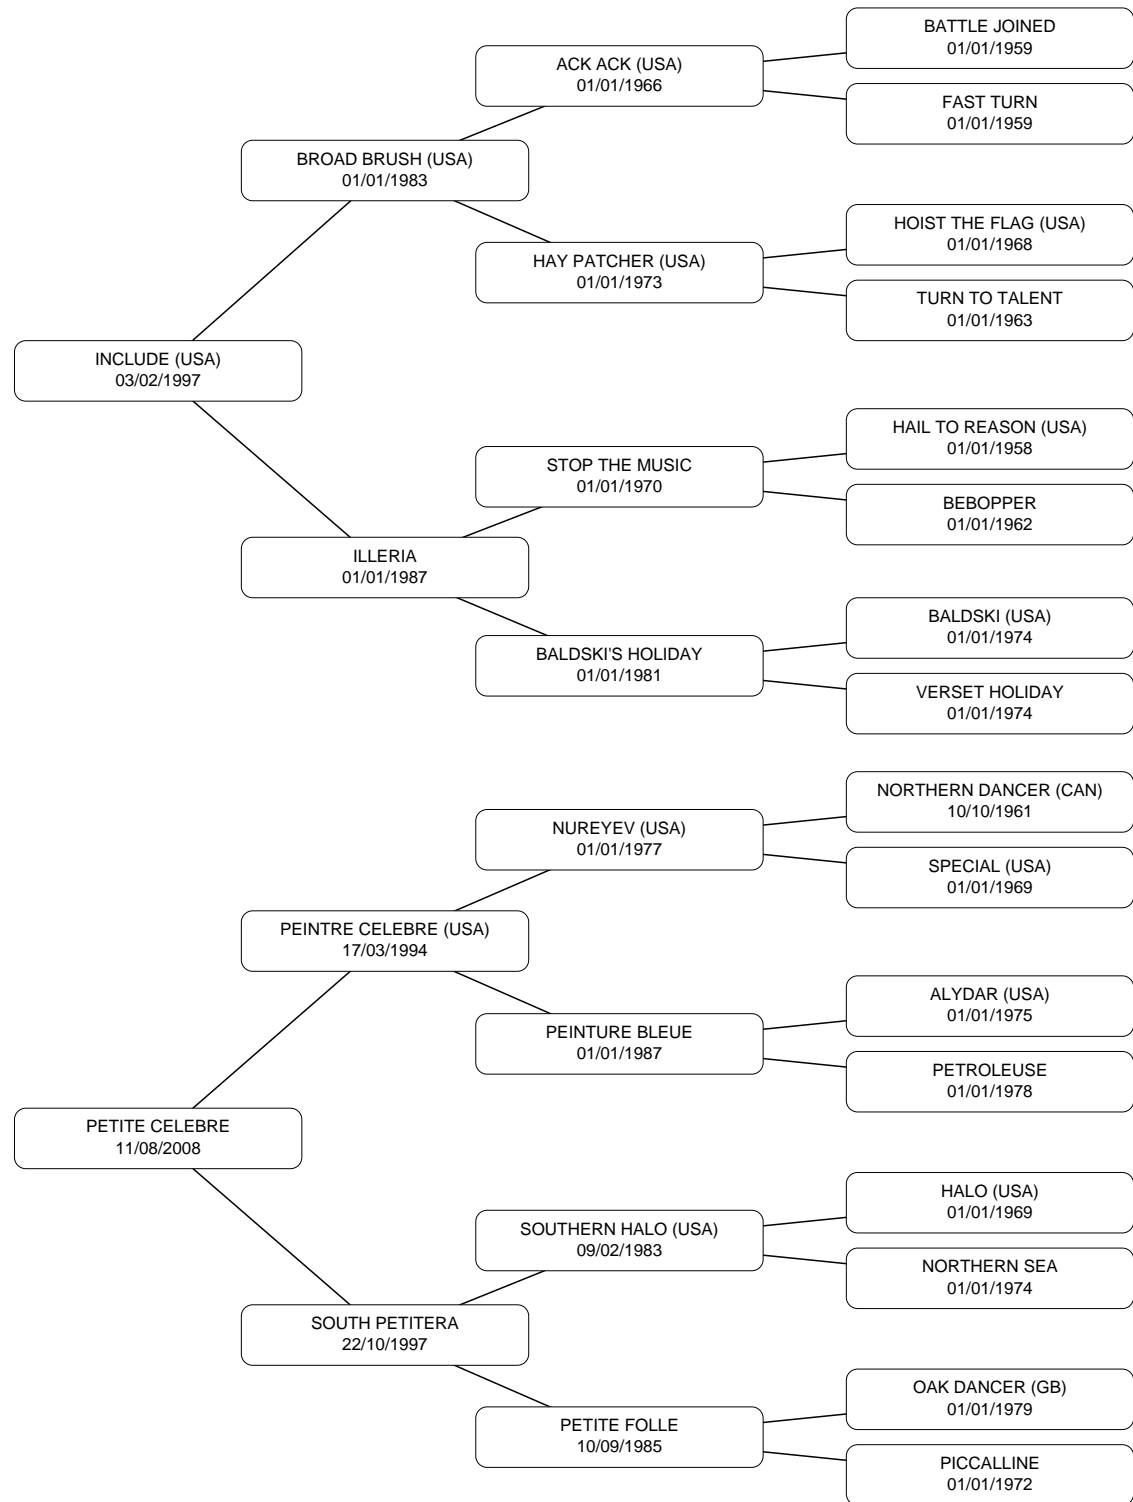 BATTLE JOINED
01/01/1959
ACK ACK (USA)
01/01/1966
FAST TURN
01/01/1959
BROAD BRUSH (USA)
01/01/1983
HOIST THE FLAG (USA)
01/01/1968
HAY PATCHER (USA)
01/01/1973
TURN TO TALENT
01/01/1963
INCLUDE (USA)
03/02/1997
HAIL TO REASON (USA)
01/01/1958
STOP THE MUSIC
01/01/1970
BEBOPPER
01/01/1962
ILLERIA
01/01/1987
BALDSKI (USA)
01/01/1974
BALDSKI'S HOLIDAY
01/01/1981
VERSET HOLIDAY
01/01/1974
NORTHERN DANCER (CAN)
10/10/1961
NUREYEV (USA)
01/01/1977
SPECIAL (USA)
01/01/1969
PEINTRE CELEBRE (USA)
17/03/1994
ALYDAR (USA)
01/01/1975
PEINTURE BLEUE
01/01/1987
PETROLEUSE
01/01/1978
PETITE CELEBRE
11/08/2008
HALO (USA)
01/01/1969
SOUTHERN HALO (USA)
09/02/1983
NORTHERN SEA
01/01/1974
SOUTH PETITERA
22/10/1997
OAK DANCER (GB)
01/01/1979
PETITE FOLLE
10/09/1985
PICCALLINE
01/01/1972